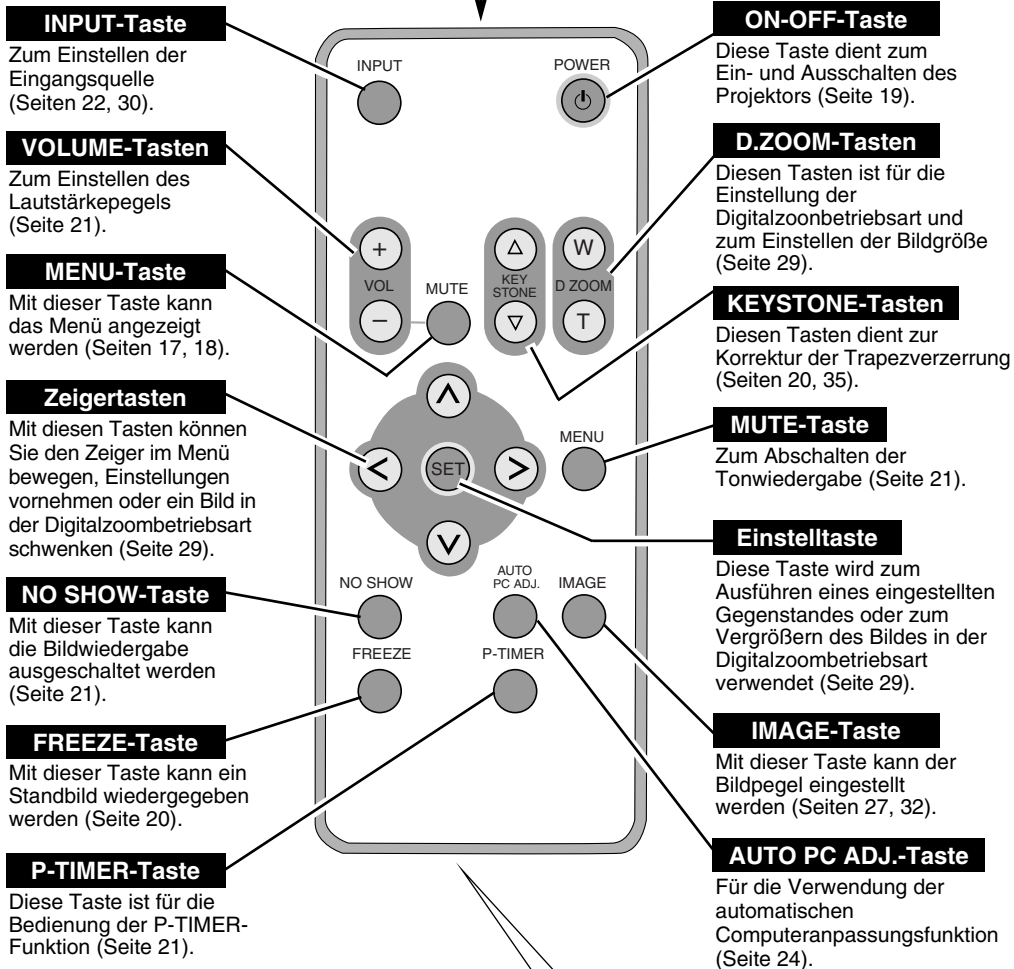 INPUT-Taste
Zum Einstellen der
Eingangsquelle
(Seiten 22, 30).
VOLUME-Tasten
Zum Einstellen des
Lautstärkepegels
(Seite 21).
MENU-Taste
Mit dieser Taste kann
das Menü angezeigt
werden (Seiten 17, 18).
Zeigertasten
Mit diesen Tasten können
Sie den Zeiger im Menü
bewegen, Einstellungen
vornehmen oder ein Bild in
der Digitalzoombetriebsart
schwenken (Seite 29).
NO SHOW-Taste
Mit dieser Taste kann
die Bildwiedergabe
ausgeschaltet werden
(Seite 21).
FREEZE-Taste
Mit dieser Taste kann ein
Standbild wiedergegeben
werden (Seite 20).
P-TIMER-Taste
Diese Taste ist für die
Bedienung der P-TIMER-
Funktion (Seite 21).
INPUT
POWER
+
VOL
−
MUTE
KEY
STONE
W
D ZOOM
T
SET
MENU
NO SHOW
AUTO
PC ADJ.
IMAGE
FREEZE
P-TIMER
ON-OFF-Taste
Diese Taste dient zum
Ein- und Ausschalten des
Projektors (Seite 19).
D.ZOOM-Tasten
Diesen Tasten ist für die
Einstellung der
Digitalzoonbetriebsart und
zum Einstellen der Bildgröße
(Seite 29).
KEYSTONE-Tasten
Diesen Tasten dient zur
Korrektur der Trapezverzerrung
(Seiten 20, 35).
MUTE-Taste
Zum Abschalten der
Tonwiedergabe (Seite 21).
Einstelltaste
Diese Taste wird zum
Ausführen eines eingestellten
Gegenstandes oder zum
Vergrößern des Bildes in der
Digitalzoombetriebsart
verwendet (Seite 29).
IMAGE-Taste
Mit dieser Taste kann der
Bildpegel eingestellt
werden (Seiten 27, 32).
AUTO PC ADJ.-Taste
Für die Verwendung der
automatischen
Computeranpassungsfunktion
(Seite 24).